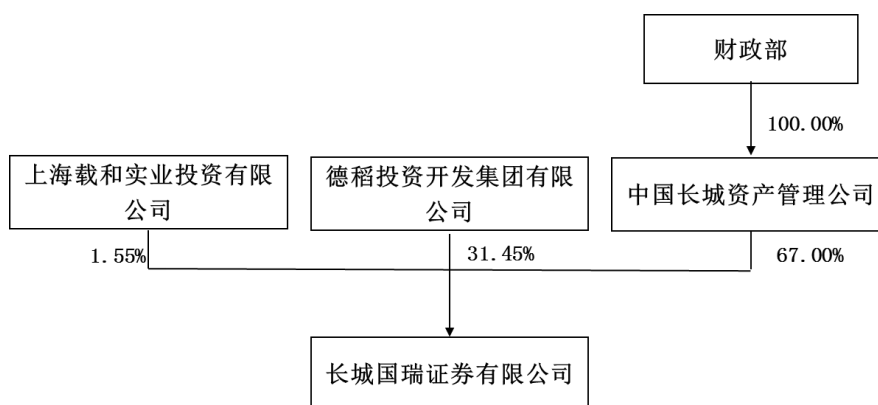 财政部
100.00%
上海载和实业投资有限
公司
德稻投资开发集团有限
公司
中国长城资产管理公司
1.55%
31.45%
67.00%
长城国瑞证券有限公司